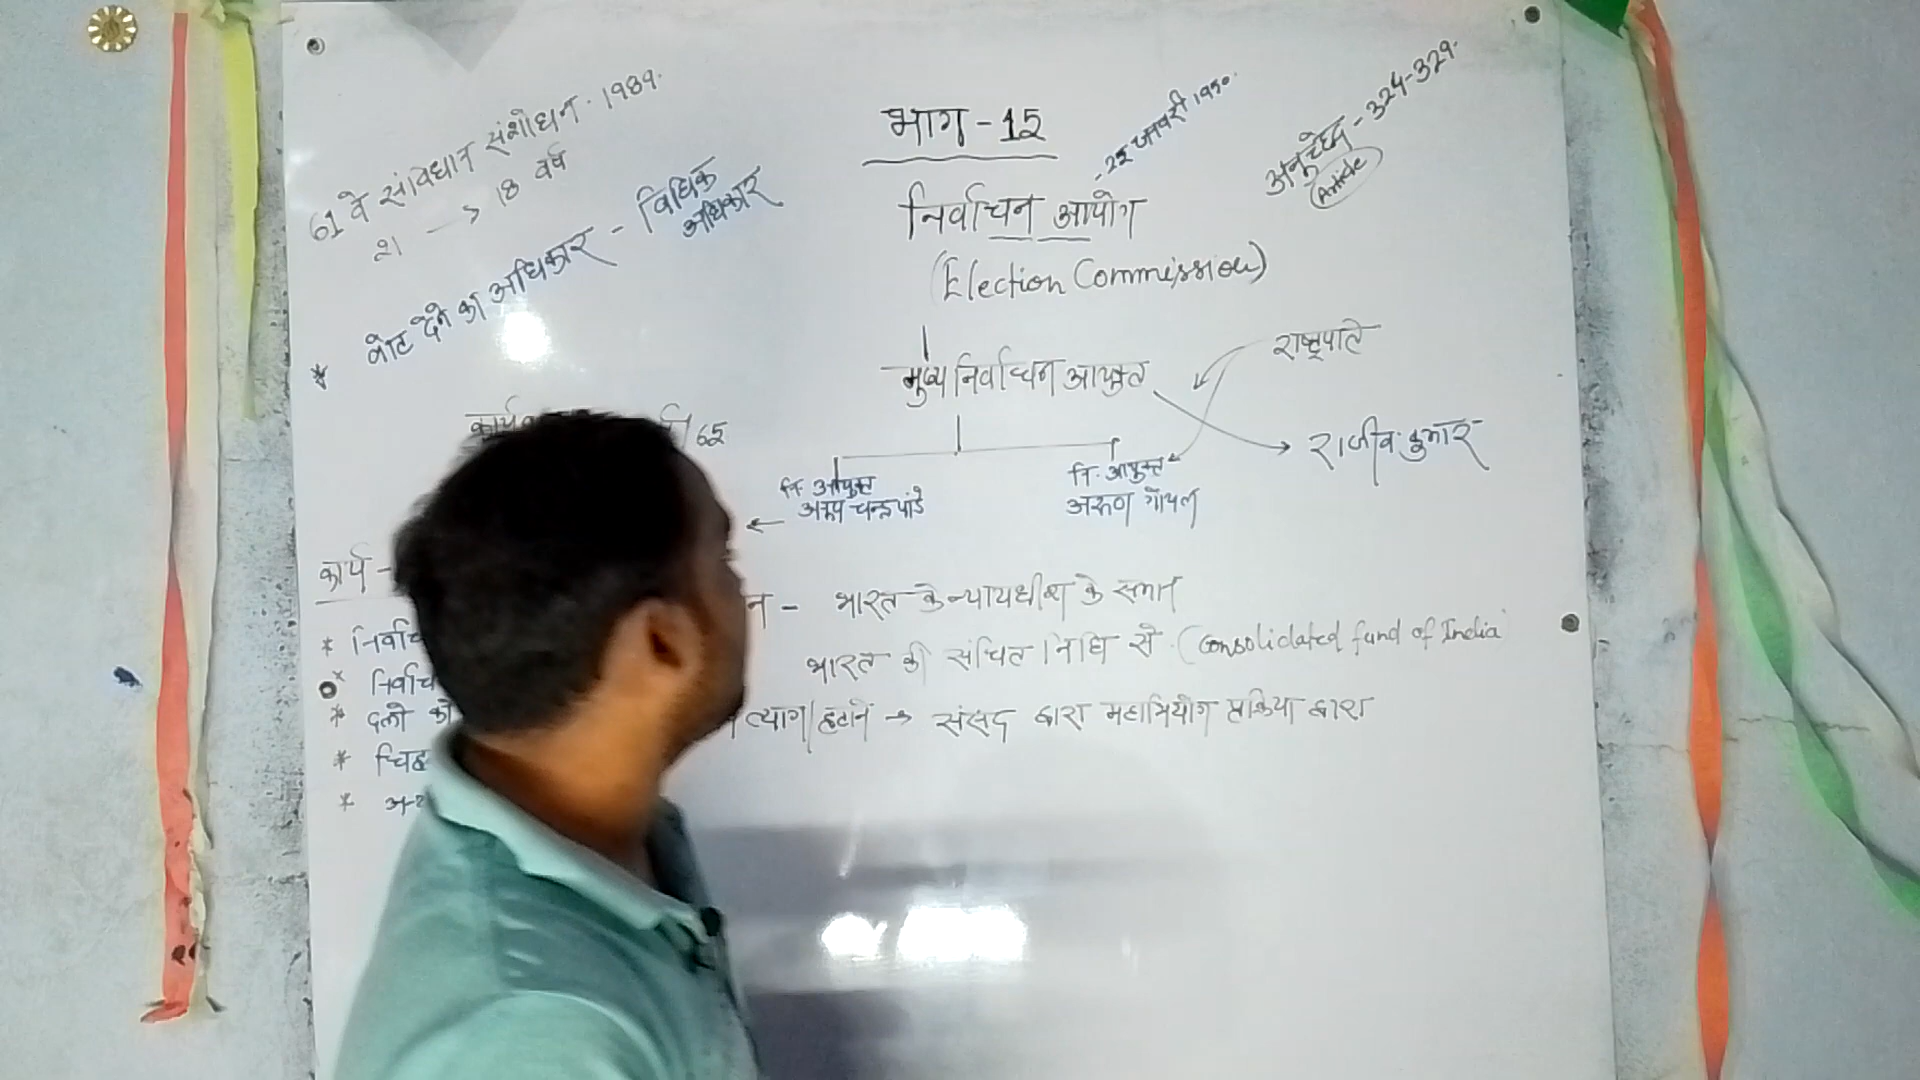 भाग - 15
- 25 जनवरी 1950.
अनुच्छेद - 324-329.
(Article)
निर्वाचन आयोग
(Election Commission)
61 वे संविधान संशोधन. 1989.
21 → 18 वर्ष
* वोट देने का अधिकार - विधिक
अधिकार
मुख्य निर्वाचन आयुक्त
राष्ट्रपति
→ राजीव कुमार
65
नि. आयुक्त
अनूप चन्द्र पांडे
नि. आयुक्त
अरुण गोयल
कार्य -
न - भारत के न्यायधीश के समान
भारत की संचित निधि से (Consolidated fund of India
त्याग/हटाने → संसद द्वारा महाभियोग प्रक्रिया द्वारा
* निर्वाच
* निर्वाच
* दलो को
* चिह्न
*